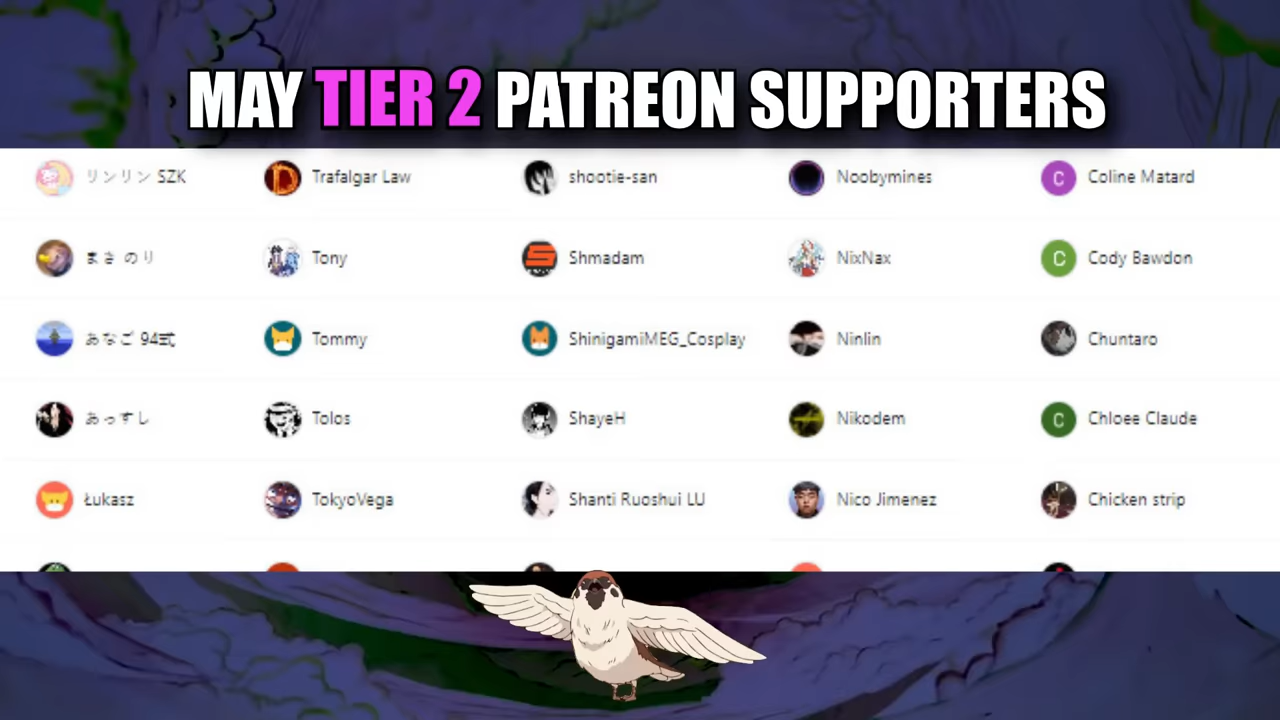 MAY TIER 2 PATREON SUPPORTERS
リンリン SZK Trafalgar Law shootie-san Noobymines C Coline Matard
まき のり Tony Shmadam NixNax C Cody Bawdon
あなご 94式 Tommy ShinigamiMEG_Cosplay Ninlin Chuntaro
あっすし Tolos ShayeH Nikodem C Chloee Claude
Łukasz TokyoVega Shanti Ruoshui LU Nico Jimenez Chicken strip